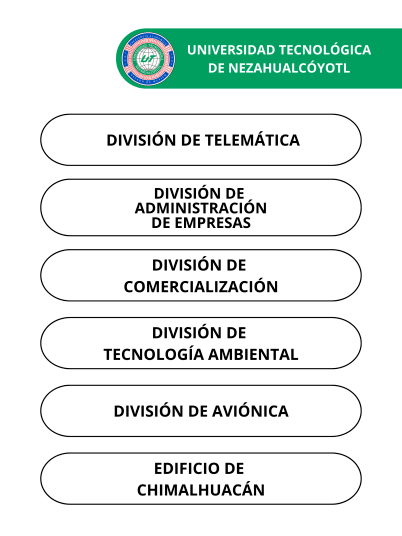 UNIVERSIDAD TECNOLÓGICA
DE NEZAHUALCÓYOTL
DIVISIÓN DE TELEMÁTICA
DIVISIÓN DE
ADMINISTRACIÓN
DE EMPRESAS
DIVISIÓN DE
COMERCIALIZACIÓN
DIVISIÓN DE
TECNOLOGÍA AMBIENTAL
DIVISIÓN DE AVIÓNICA
EDIFICIO DE
CHIMALHUACÁN